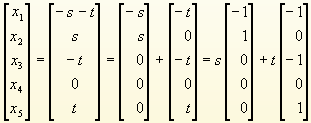 [x₁] [−s − t] [−s] [−t] [−1] [−1]
[x₂] [s] [s] [0] [1] [0]
[x₃] = [−t] = [0] + [−t] = s [0] + t [−1]
[x₄] [0] [0] [0] [0] [0]
[x₅] [t] [0] [t] [0] [1]